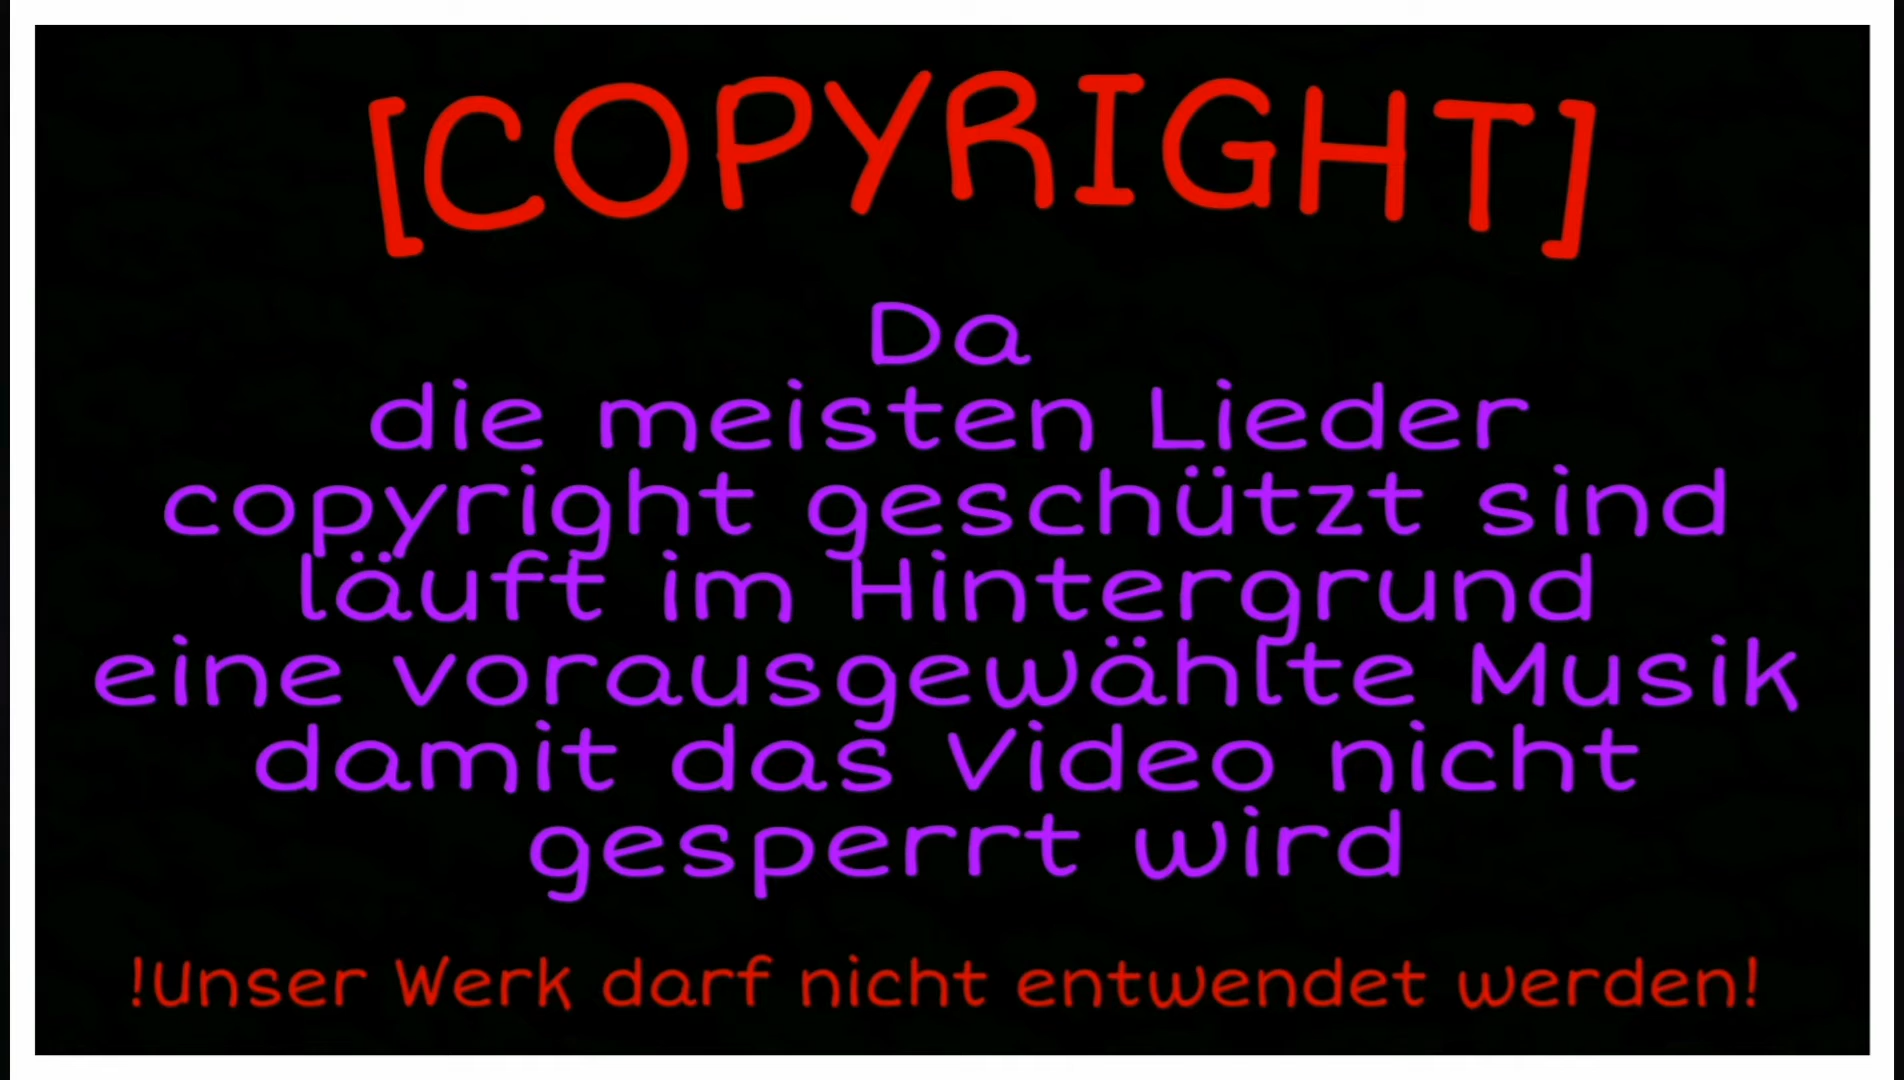 [COPYRIGHT]
Da
die meisten Lieder
copyright geschützt sind
läuft im Hintergrund
eine vorausgewählte Musik
damit das Video nicht
gesperrt wird
!Unser Werk darf nicht entwendet werden!